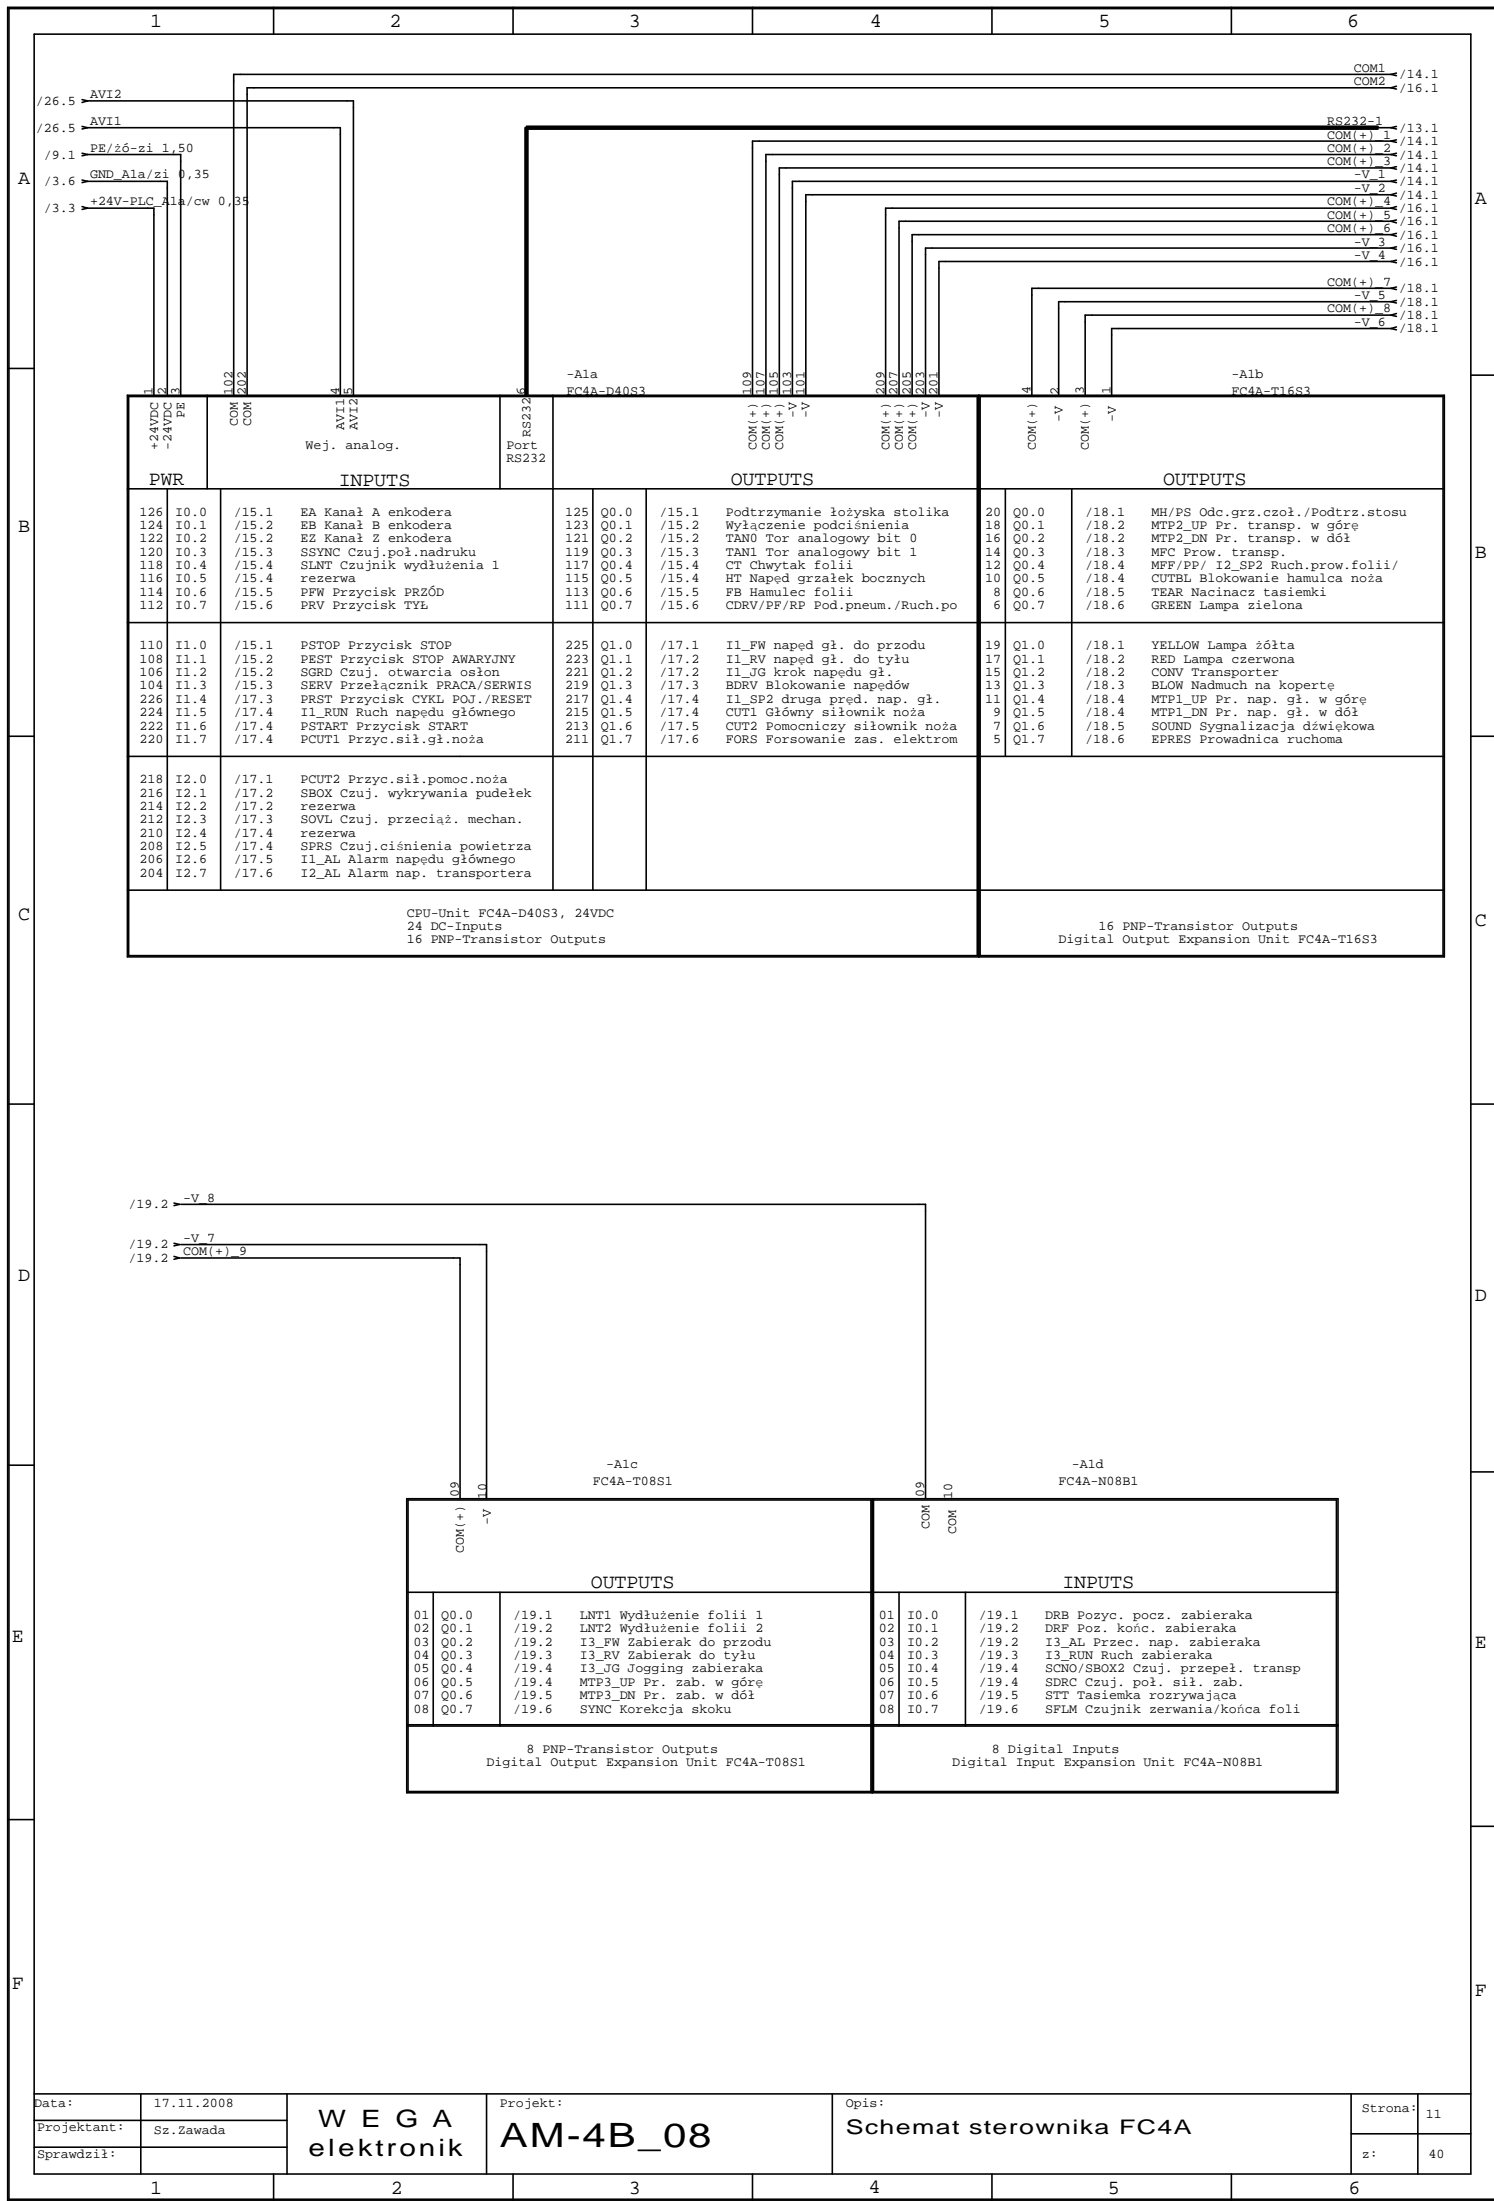 1 2 3 4 5 6
COM1 /14.1
COM2 /16.1
/26.5 AVI2
/26.5 AVI1
/9.1 PE/żó-zi 1,50
/3.6 GND_A1a/zi 0,35
/3.3 +24V-PLC_A1a/cw 0,35
RS232-1 /13.1
COM(+)_1 /14.1
COM(+)_2 /14.1
COM(+)_3 /14.1
-V_1 /14.1
-V_2 /14.1
COM(+)_4 /16.1
COM(+)_5 /16.1
COM(+)_6 /16.1
-V_3 /16.1
-V_4 /16.1
COM(+)_7 /18.1
-V_5 /18.1
COM(+)_8 /18.1
-V_6 /18.1
A A
-A1a
FC4A-D40S3
-A1b
FC4A-T16S3
1 +24VDC
2 -24VDC
3 PE
102 COM
202 COM
4 AVI1
5 AVI2
6 RS232
109 COM(+)
107 COM(+)
105 COM(+)
103 -V
101 -V
209 COM(+)
207 COM(+)
205 COM(+)
203 -V
201 -V
4 COM(+)
2 -V
3 COM(+)
1 -V
Wej. analog.
Port
RS232
PWR INPUTS OUTPUTS OUTPUTS
126 I0.0 /15.1 EA Kanał A enkodera
124 I0.1 /15.2 EB Kanał B enkodera
122 I0.2 /15.2 EZ Kanał Z enkodera
120 I0.3 /15.3 SSYNC Czuj.poł.nadruku
118 I0.4 /15.4 SLNT Czujnik wydłużenia 1
116 I0.5 /15.4 rezerwa
114 I0.6 /15.5 PFW Przycisk PRZÓD
112 I0.7 /15.6 PRV Przycisk TYŁ
110 I1.0 /15.1 PSTOP Przycisk STOP
108 I1.1 /15.2 PEST Przycisk STOP AWARYJNY
106 I1.2 /15.2 SGRD Czuj. otwarcia osłon
104 I1.3 /15.3 SERV Przełącznik PRACA/SERWIS
226 I1.4 /17.3 PRST Przycisk CYKL POJ./RESET
224 I1.5 /17.4 I1_RUN Ruch napędu głównego
222 I1.6 /17.4 PSTART Przycisk START
220 I1.7 /17.4 PCUT1 Przyc.sił.gł.noża
218 I2.0 /17.1 PCUT2 Przyc.sił.pomoc.noża
216 I2.1 /17.2 SBOX Czuj. wykrywania pudełek
214 I2.2 /17.2 rezerwa
212 I2.3 /17.3 SOVL Czuj. przeciąż. mechan.
210 I2.4 /17.4 rezerwa
208 I2.5 /17.4 SPRS Czuj.ciśnienia powietrza
206 I2.6 /17.5 I1_AL Alarm napędu głównego
204 I2.7 /17.6 I2_AL Alarm nap. transportera
125 Q0.0 /15.1 Podtrzymanie łożyska stolika
123 Q0.1 /15.2 Wyłączenie podciśnienia
121 Q0.2 /15.2 TAN0 Tor analogowy bit 0
119 Q0.3 /15.3 TAN1 Tor analogowy bit 1
117 Q0.4 /15.4 CT Chwytak folii
115 Q0.5 /15.4 HT Napęd grzałek bocznych
113 Q0.6 /15.5 FB Hamulec folii
111 Q0.7 /15.6 CDRV/PF/RP Pod.pneum./Ruch.po
225 Q1.0 /17.1 I1_FW napęd gł. do przodu
223 Q1.1 /17.2 I1_RV napęd gł. do tyłu
221 Q1.2 /17.2 I1_JG krok napędu gł.
219 Q1.3 /17.3 BDRV Blokowanie napędów
217 Q1.4 /17.4 I1_SP2 druga pręd. nap. gł.
215 Q1.5 /17.4 CUT1 Główny siłownik noża
213 Q1.6 /17.5 CUT2 Pomocniczy siłownik noża
211 Q1.7 /17.6 FORS Forsowanie zas. elektrom
20 Q0.0 /18.1 MH/PS Odc.grz.czoł./Podtrz.stosu
18 Q0.1 /18.2 MTP2_UP Pr. transp. w górę
16 Q0.2 /18.2 MTP2_DN Pr. transp. w dół
14 Q0.3 /18.3 MFC Prow. transp.
12 Q0.4 /18.4 MFF/PP/ I2_SP2 Ruch.prow.folii/
10 Q0.5 /18.4 CUTBL Blokowanie hamulca noża
8 Q0.6 /18.5 TEAR Nacinacz tasiemki
6 Q0.7 /18.6 GREEN Lampa zielona
19 Q1.0 /18.1 YELLOW Lampa żółta
17 Q1.1 /18.2 RED Lampa czerwona
15 Q1.2 /18.2 CONV Transporter
13 Q1.3 /18.3 BLOW Nadmuch na kopertę
11 Q1.4 /18.4 MTP1_UP Pr. nap. gł. w górę
9 Q1.5 /18.4 MTP1_DN Pr. nap. gł. w dół
7 Q1.6 /18.6 SOUND Sygnalizacja dźwiękowa
5 Q1.7 /18.6 EPRES Prowadnica ruchoma
B B
CPU-Unit FC4A-D40S3, 24VDC
24 DC-Inputs
16 PNP-Transistor Outputs
16 PNP-Transistor Outputs
Digital Output Expansion Unit FC4A-T16S3
C C
/19.2 -V_8
/19.2 -V_7
/19.2 COM(+)_9
D D
-A1c
FC4A-T08S1
-A1d
FC4A-N08B1
09 COM(+)
10 -V
09 COM
10 COM
OUTPUTS INPUTS
01 Q0.0 /19.1 LNT1 Wydłużenie folii 1
02 Q0.1 /19.2 LNT2 Wydłużenie folii 2
03 Q0.2 /19.2 I3_FW Zabierak do przodu
04 Q0.3 /19.3 I3_RV Zabierak do tyłu
05 Q0.4 /19.4 I3_JG Jogging zabieraka
06 Q0.5 /19.4 MTP3_UP Pr. zab. w górę
07 Q0.6 /19.5 MTP3_DN Pr. zab. w dół
08 Q0.7 /19.6 SYNC Korekcja skoku
01 I0.0 /19.1 DRB Pozyc. pocz. zabieraka
02 I0.1 /19.2 DRF Poz. końc. zabieraka
03 I0.2 /19.2 I3_AL Przec. nap. zabieraka
04 I0.3 /19.3 I3_RUN Ruch zabieraka
05 I0.4 /19.4 SCNO/SBOX2 Czuj. przepeł. transp
06 I0.5 /19.4 SDRC Czuj. poł. sił. zab.
07 I0.6 /19.5 STT Tasiemka rozrywająca
08 I0.7 /19.6 SFLM Czujnik zerwania/końca foli
8 PNP-Transistor Outputs
Digital Output Expansion Unit FC4A-T08S1
8 Digital Inputs
Digital Input Expansion Unit FC4A-N08B1
E E
F F
Data: 17.11.2008
Projektant: Sz.Zawada
Sprawdził:
W E G A
elektronik
Projekt:
AM-4B_08
Opis:
Schemat sterownika FC4A
Strona: 11
z: 40
1 2 3 4 5 6